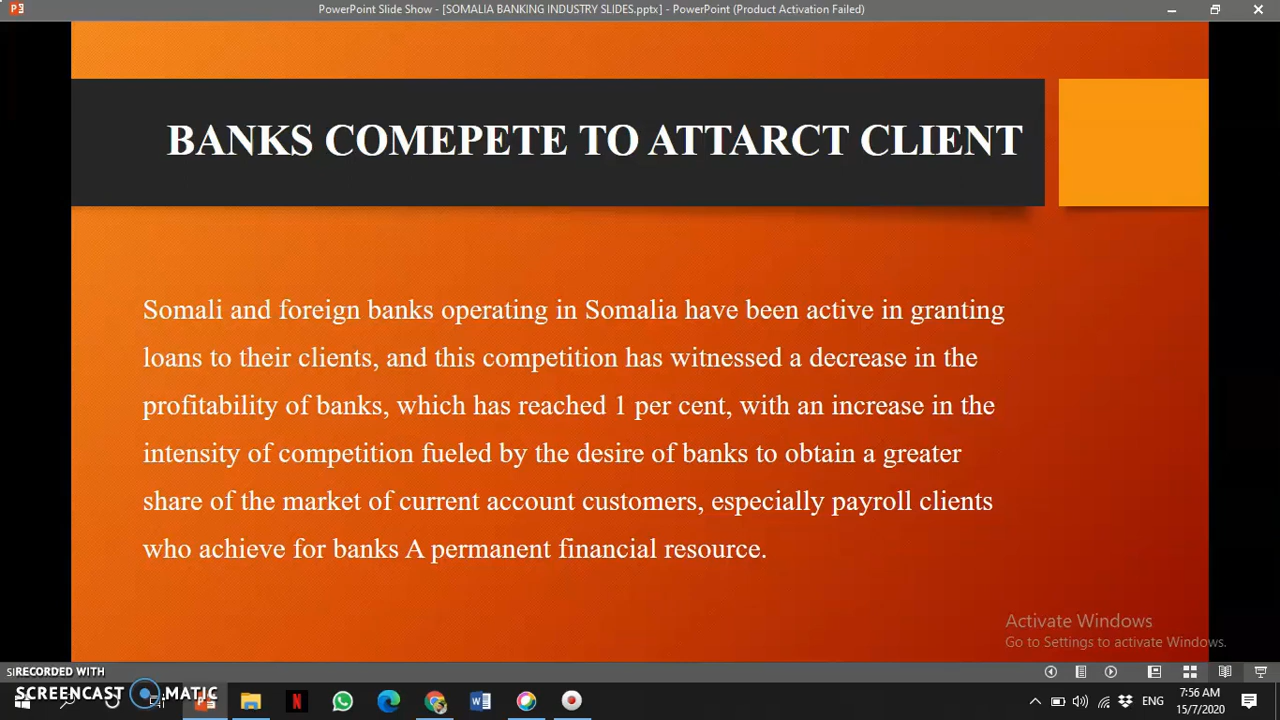 PowerPoint Slide Show - [SOMALIA BANKING INDUSTRY SLIDES.pptx] - PowerPoint (Product Activation Failed)
BANKS COMEPETE TO ATTARCT CLIENT
Somali and foreign banks operating in Somalia have been active in granting
loans to their clients, and this competition has witnessed a decrease in the
profitability of banks, which has reached 1 per cent, with an increase in the
intensity of competition fueled by the desire of banks to obtain a greater
share of the market of current account customers, especially payroll clients
who achieve for banks A permanent financial resource.
Activate Windows
Go to Settings to activate Windows.
RECORDED WITH
SCREENCAST MATIC
ENG
7:56 AM
15/7/2020